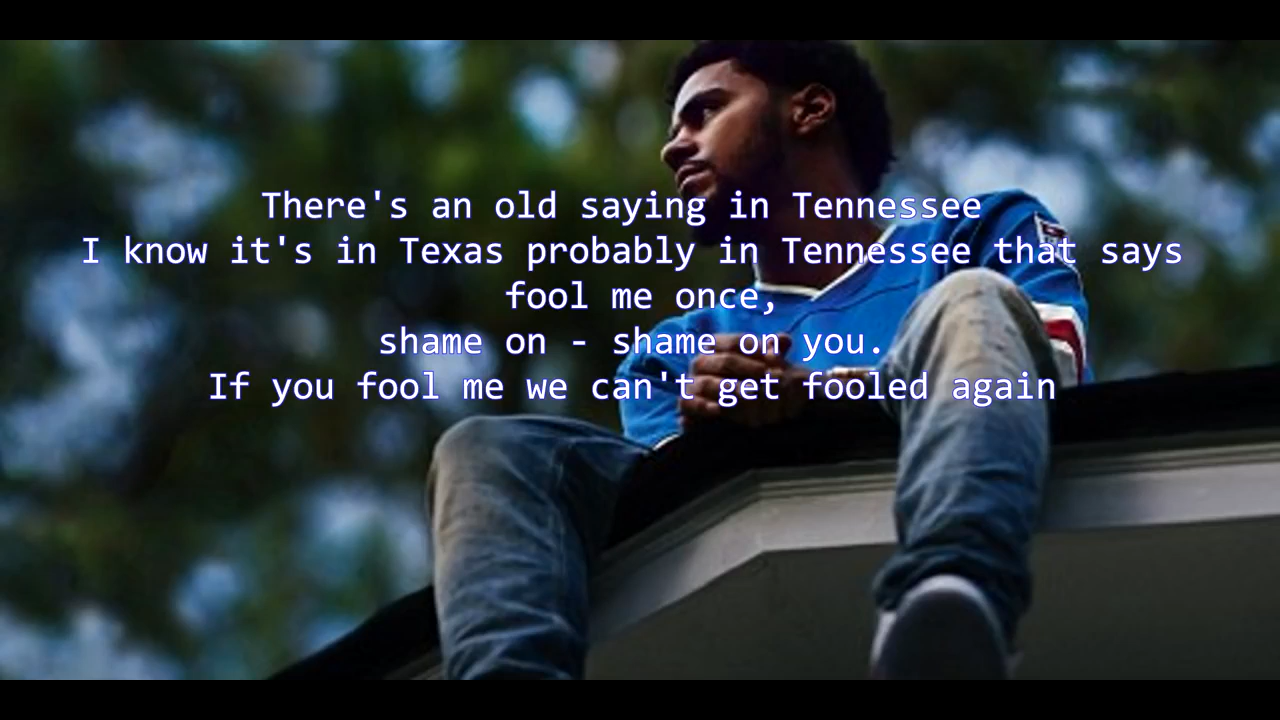 There's an old saying in Tennessee
I know it's in Texas probably in Tennessee that says
fool me once,
shame on - shame on you.
If you fool me we can't get fooled again